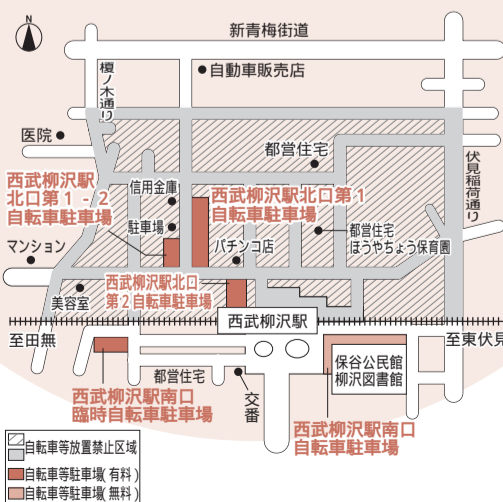 N
新青梅街道
榎ノ木通り
自動車販売店
医院
都営住宅
伏見稲荷通り
西武柳沢駅
北口第1-2
自転車駐車場
信用金庫
西武柳沢駅北口第1
自転車駐車場
駐車場
都営住宅
ほうやちょう保育園
マンション
パチンコ店
西武柳沢駅北口
第2自転車駐車場
美容室
西武柳沢駅
至田無
至東伏見
保谷公民館
柳沢図書館
都営住宅
西武柳沢駅南口
臨時自転車駐車場
交番
西武柳沢駅南口
自転車駐車場
自転車等放置禁止区域
自転車等駐車場(有料)
自転車等駐車場(無料)